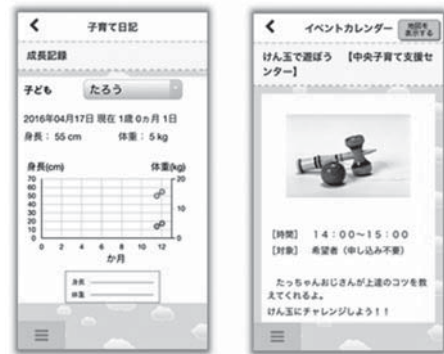 子育て日記
成長記録
子ども たろう
2016年04月17日 現在 1歳 0ヵ月 1日
身長： 55 cm 体重： 5 kg
身長(cm) 体重(kg)
70
60
50
40
30
20
10
0
20
10
0
0 2 4 6 8 10 12
か月
身長
体重
イベントカレンダー
地図を
表示する
けん玉で遊ぼう 【中央子育て支援セ
ンター】
［時間］ １４：００～１５：００
［対象］ 希望者（申し込み不要）
たっちゃんおじさんが上達のコツを教
えてくれるよ。
けん玉にチャレンジしよう！！